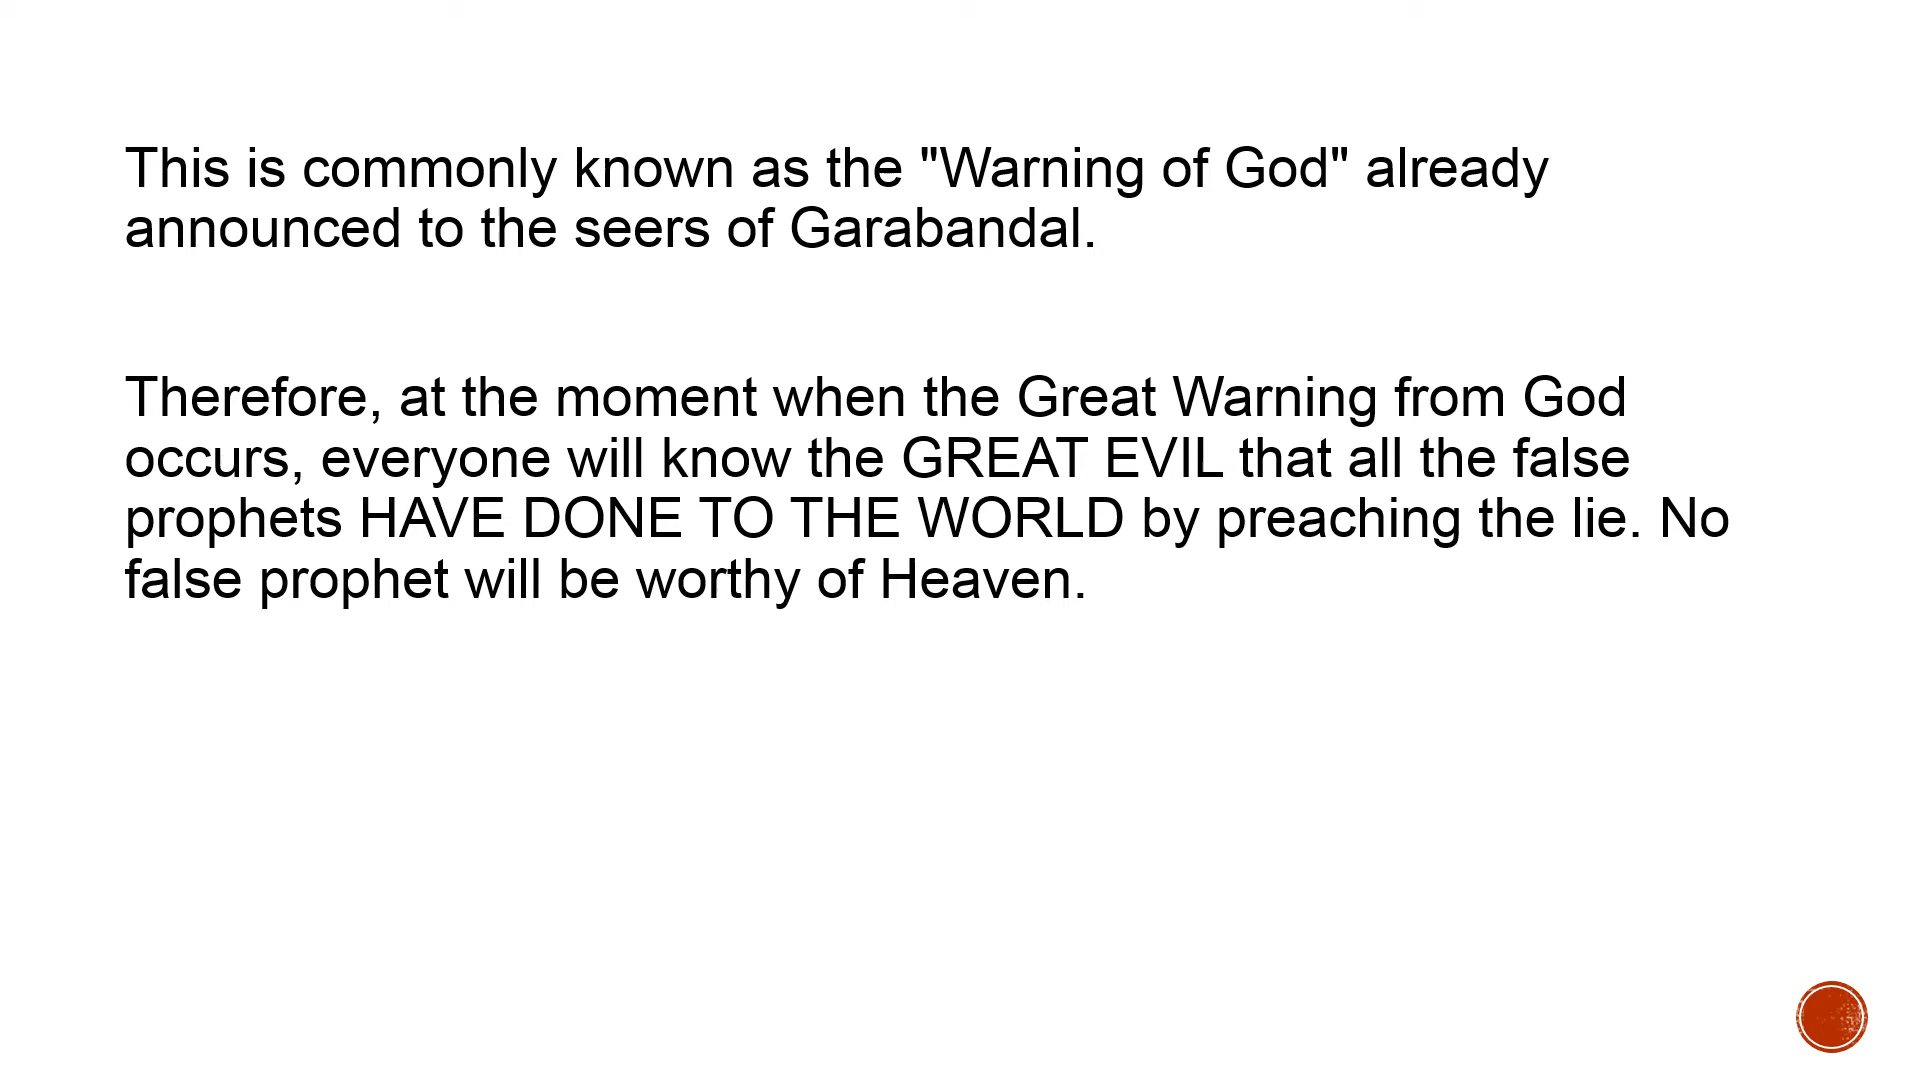 This is commonly known as the "Warning of God" already
announced to the seers of Garabandal.
Therefore, at the moment when the Great Warning from God
occurs, everyone will know the GREAT EVIL that all the false
prophets HAVE DONE TO THE WORLD by preaching the lie. No
false prophet will be worthy of Heaven.